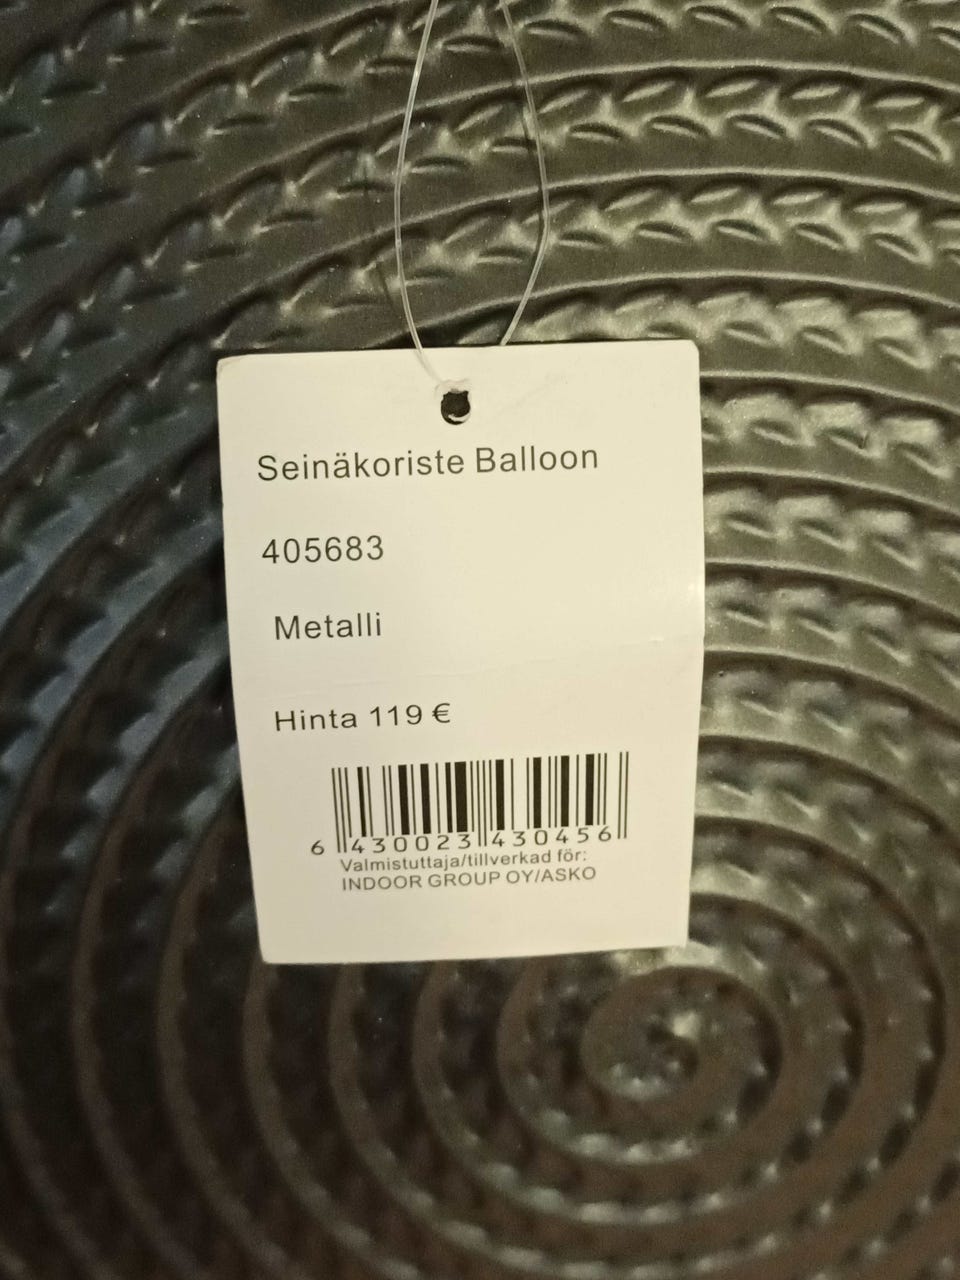 Seinäkoriste Balloon
405683
Metalli
Hinta 119 €
6 430023 430456
Valmistuttaja/tillverkad för:
INDOOR GROUP OY/ASKO